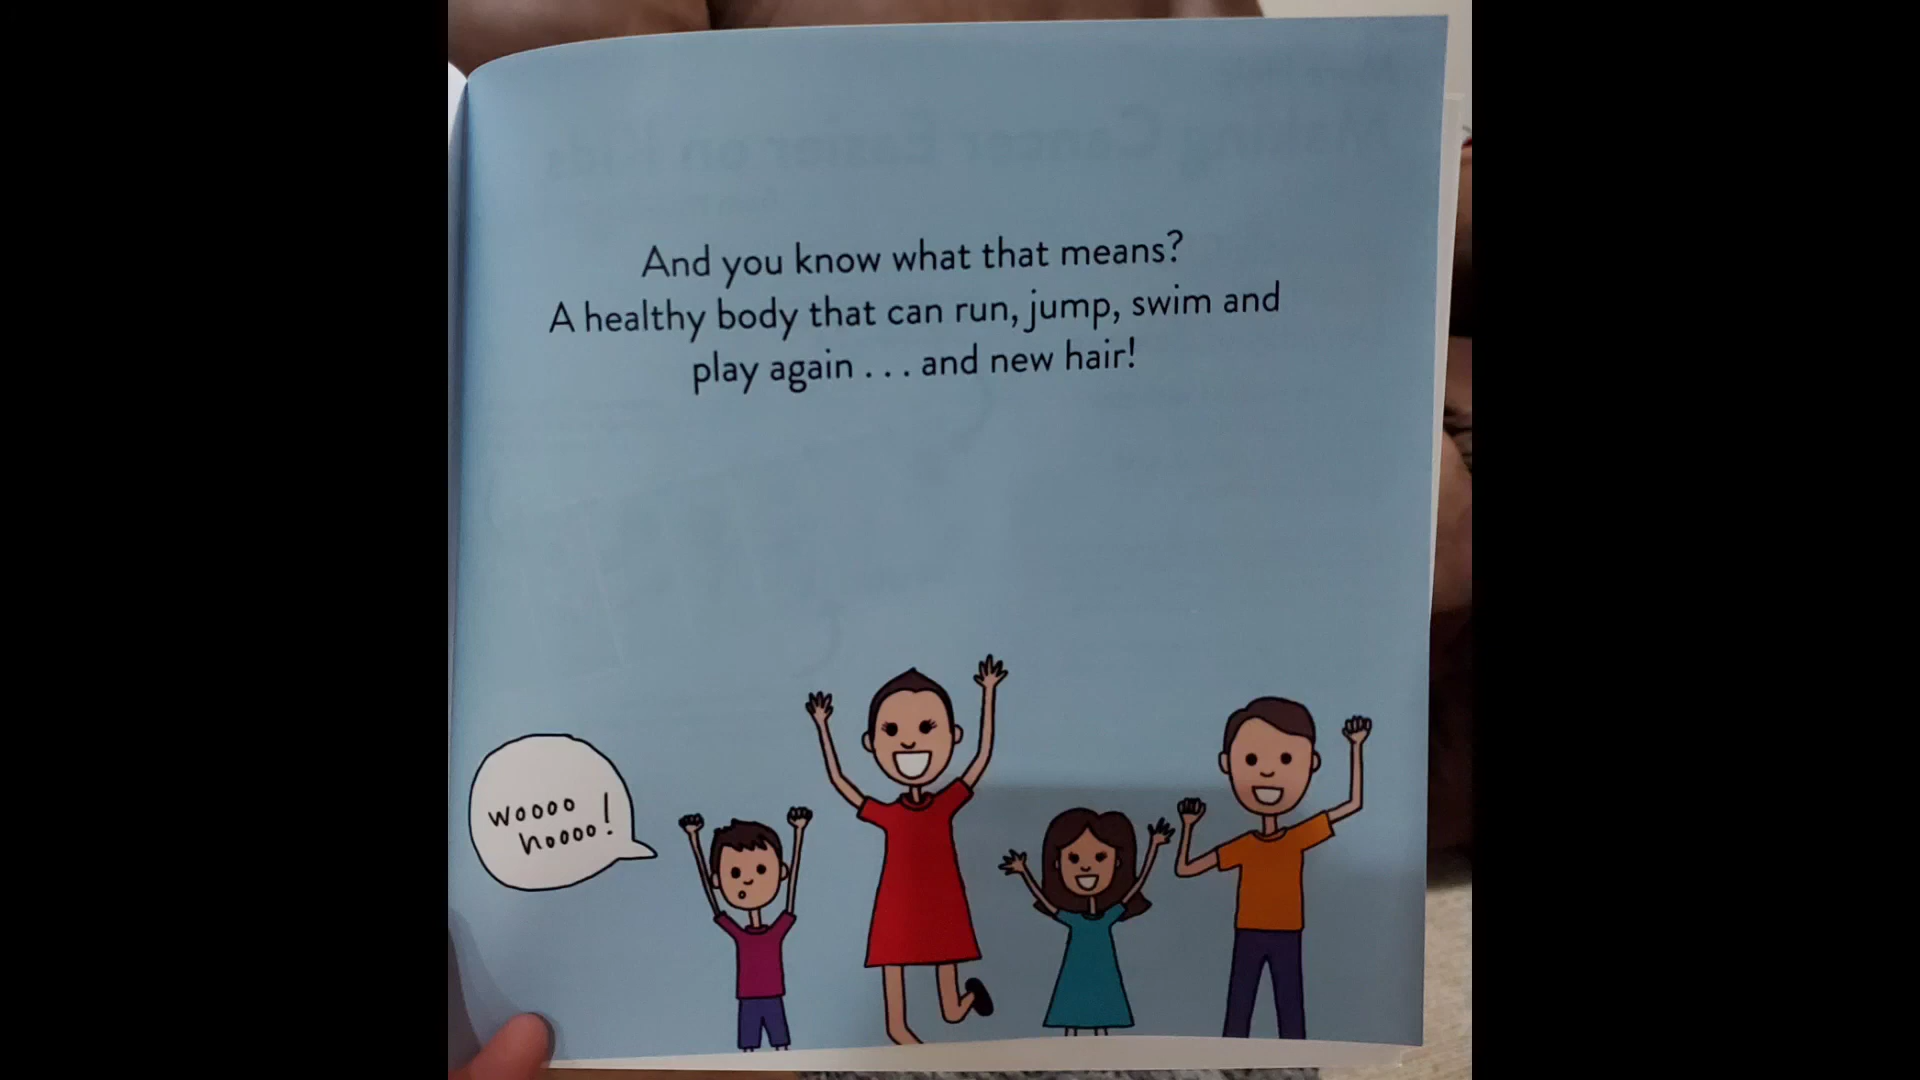 And you know what that means?
A healthy body that can run, jump, swim and
play again . . . and new hair!
woooo
hoooo!